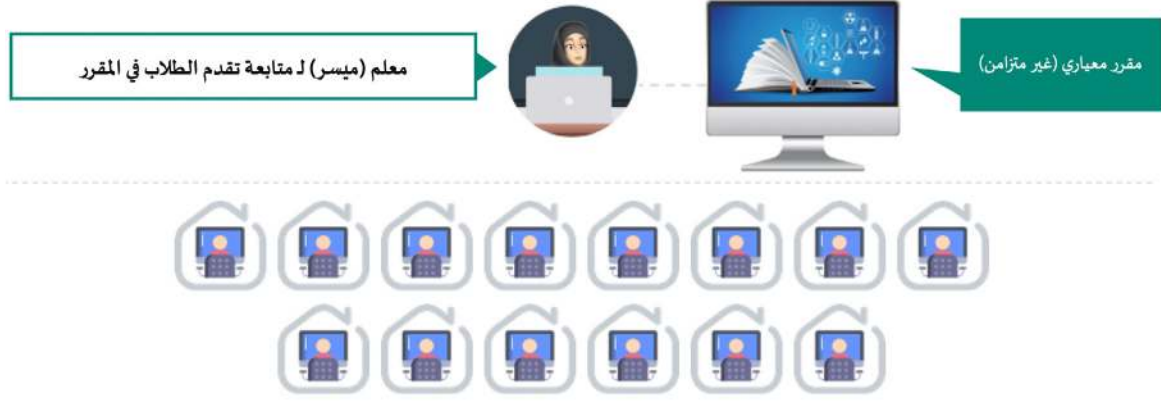 مقرر معياري (غير متزامن)
معلم (ميسر) لـ متابعة تقدم الطلاب في المقرر